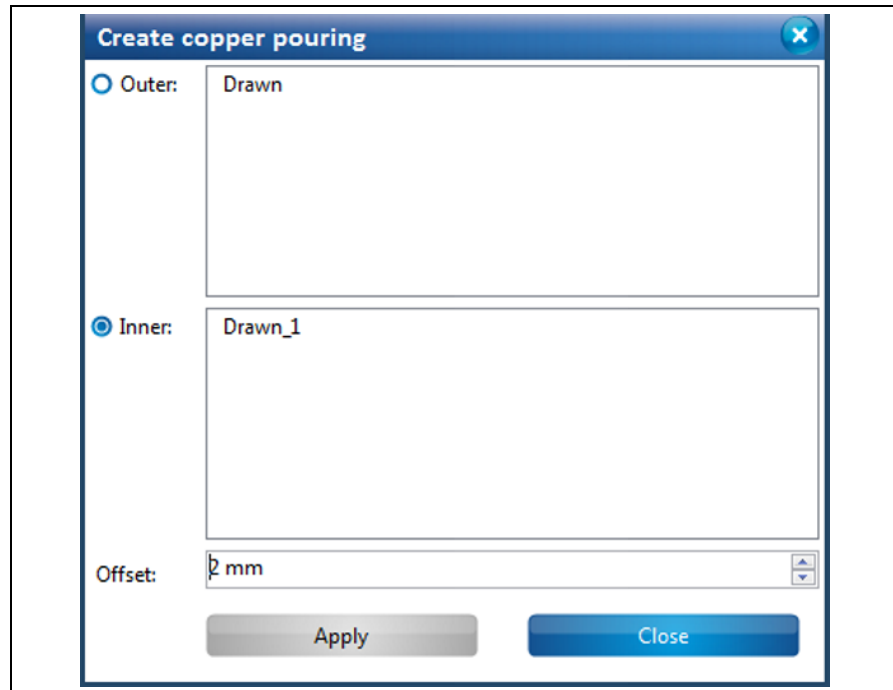 Create copper pouring
Outer:
Drawn
Inner:
Drawn_1
Offset:
2 mm
Apply
Close